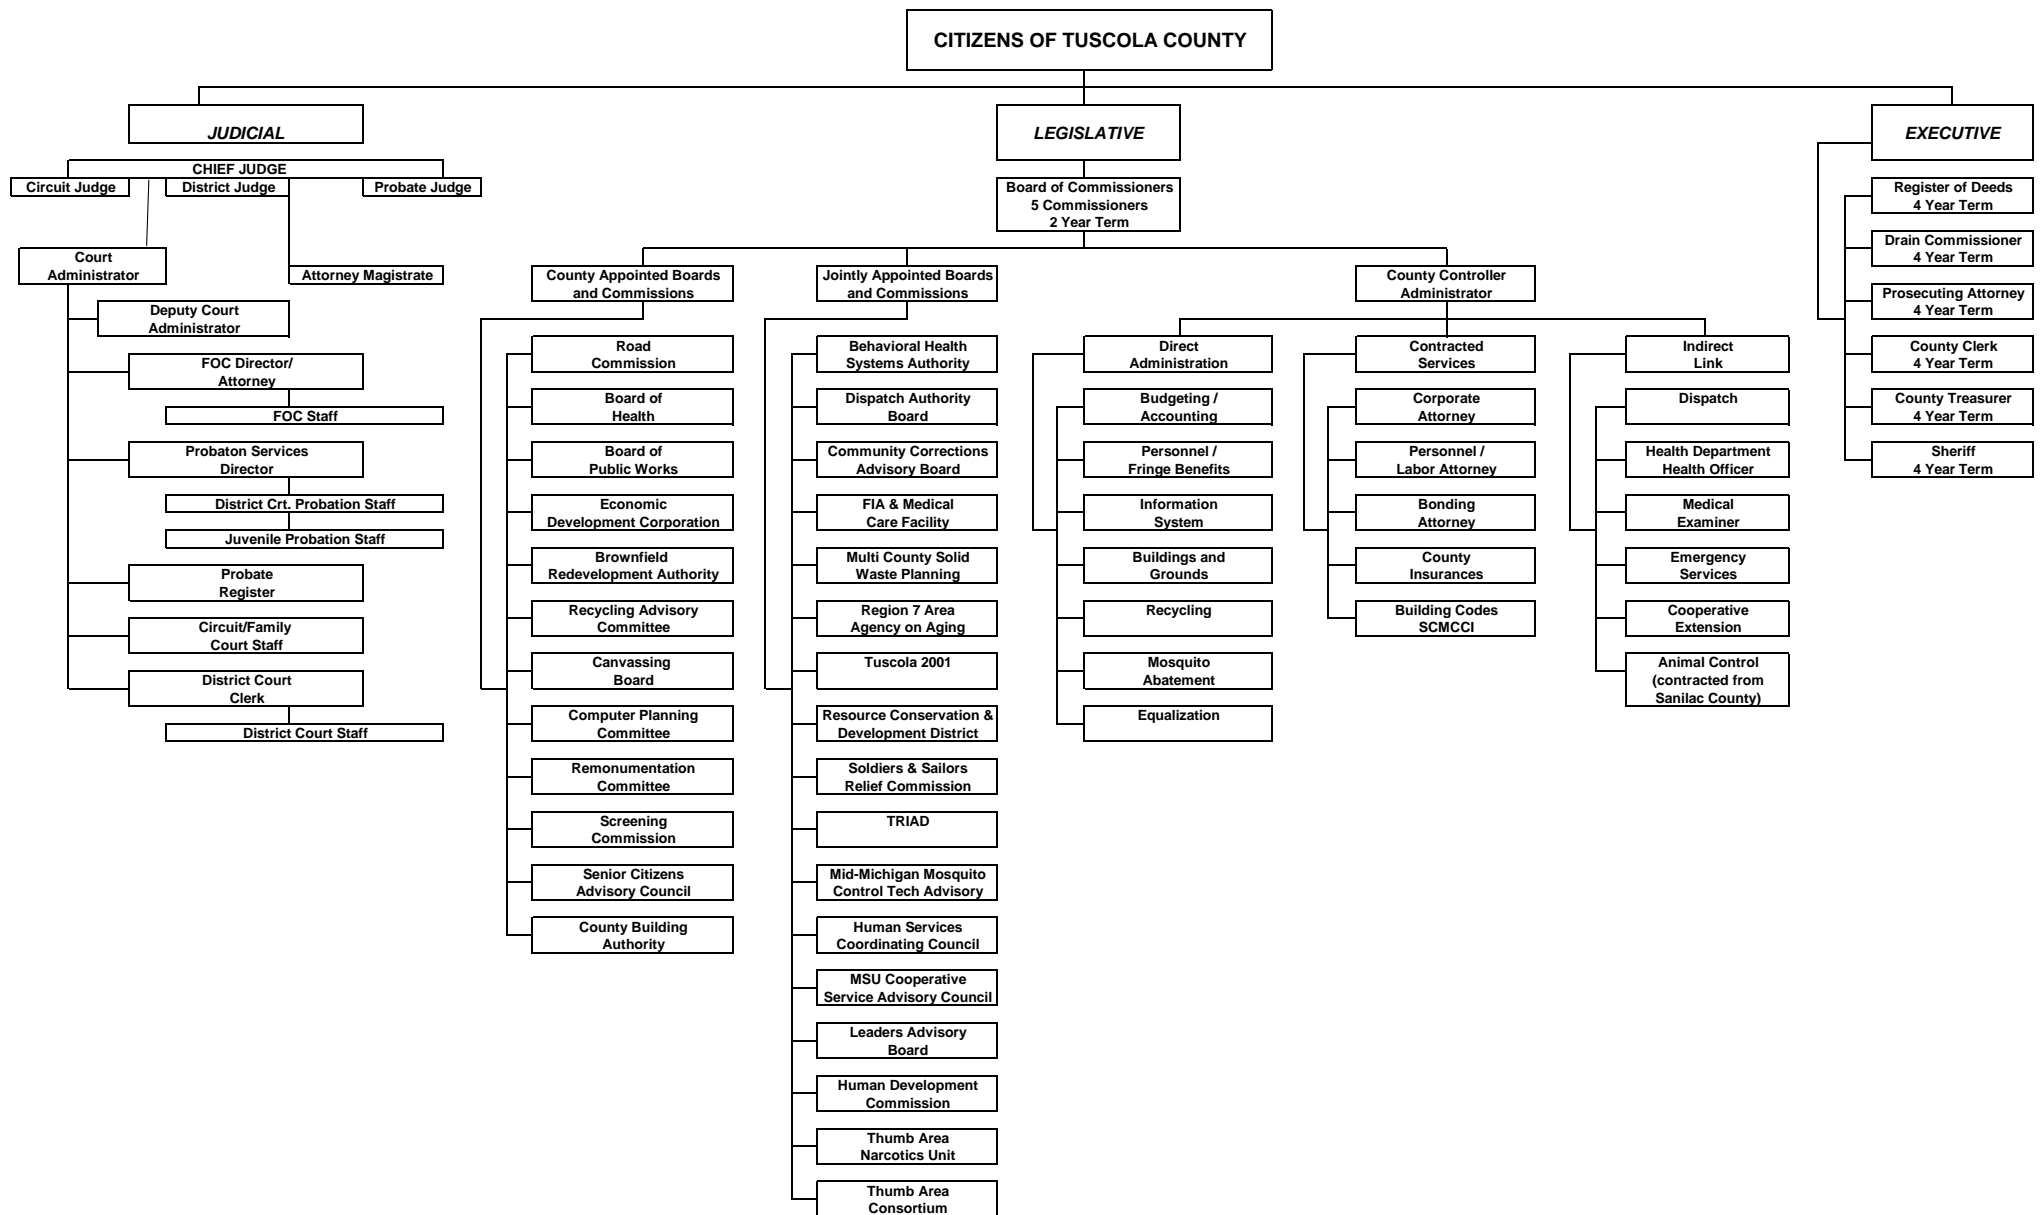 CITIZENS OF TUSCOLA COUNTY
JUDICIAL
CHIEF JUDGE
Circuit Judge
District Judge
Probate Judge
Court
Administrator
Attorney Magistrate
Deputy Court
Administrator
FOC Director/
Attorney
FOC Staff
Probaton Services
Director
District Crt. Probation Staff
Juvenile Probation Staff
Probate
Register
Circuit/Family
Court Staff
District Court
Clerk
District Court Staff
LEGISLATIVE
Board of Commissioners
5 Commissioners
2 Year Term
County Appointed Boards
and Commissions
Road
Commission
Board of
Health
Board of
Public Works
Economic
Development Corporation
Brownfield
Redevelopment Authority
Recycling Advisory
Committee
Canvassing
Board
Computer Planning
Committee
Remonumentation
Committee
Screening
Commission
Senior Citizens
Advisory Council
County Building
Authority
Jointly Appointed Boards
and Commissions
Behavioral Health
Systems Authority
Dispatch Authority
Board
Community Corrections
Advisory Board
FIA & Medical
Care Facility
Multi County Solid
Waste Planning
Region 7 Area
Agency on Aging
Tuscola 2001
Resource Conservation &
Development District
Soldiers & Sailors
Relief Commission
TRIAD
Mid-Michigan Mosquito
Control Tech Advisory
Human Services
Coordinating Council
MSU Cooperative
Service Advisory Council
Leaders Advisory
Board
Human Development
Commission
Thumb Area
Narcotics Unit
Thumb Area
Consortium
County Controller
Administrator
Direct
Administration
Budgeting /
Accounting
Personnel /
Fringe Benefits
Information
System
Buildings and
Grounds
Recycling
Mosquito
Abatement
Equalization
Contracted
Services
Corporate
Attorney
Personnel /
Labor Attorney
Bonding
Attorney
County
Insurances
Building Codes
SCMCCI
Indirect
Link
Dispatch
Health Department
Health Officer
Medical
Examiner
Emergency
Services
Cooperative
Extension
Animal Control
(contracted from
Sanilac County)
EXECUTIVE
Register of Deeds
4 Year Term
Drain Commissioner
4 Year Term
Prosecuting Attorney
4 Year Term
County Clerk
4 Year Term
County Treasurer
4 Year Term
Sheriff
4 Year Term